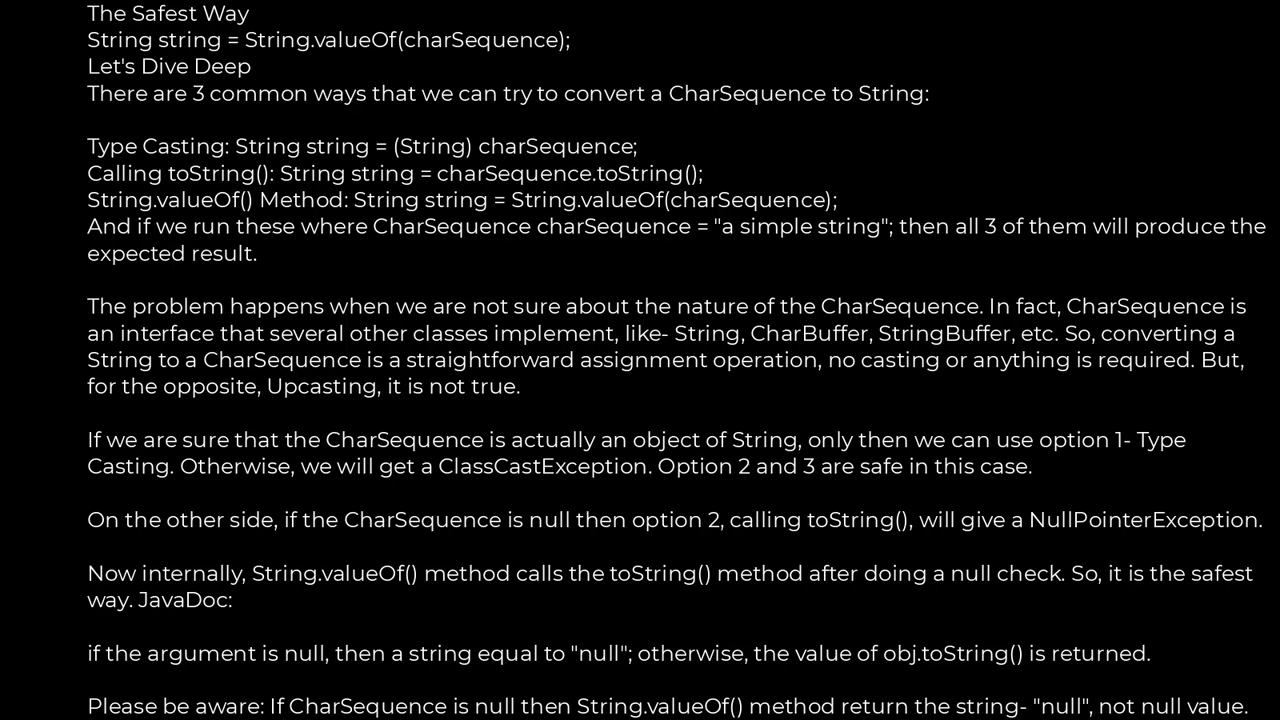 The Safest Way
String string = String.valueOf(charSequence);
Let's Dive Deep
There are 3 common ways that we can try to convert a CharSequence to String:
Type Casting: String string = (String) charSequence;
Calling toString(): String string = charSequence.toString();
String.valueOf() Method: String string = String.valueOf(charSequence);
And if we run these where CharSequence charSequence = "a simple string"; then all 3 of them will produce the
expected result.
The problem happens when we are not sure about the nature of the CharSequence. In fact, CharSequence is
an interface that several other classes implement, like- String, CharBuffer, StringBuffer, etc. So, converting a
String to a CharSequence is a straightforward assignment operation, no casting or anything is required. But,
for the opposite, Upcasting, it is not true.
If we are sure that the CharSequence is actually an object of String, only then we can use option 1- Type
Casting. Otherwise, we will get a ClassCastException. Option 2 and 3 are safe in this case.
On the other side, if the CharSequence is null then option 2, calling toString(), will give a NullPointerException.
Now internally, String.valueOf() method calls the toString() method after doing a null check. So, it is the safest
way. JavaDoc:
if the argument is null, then a string equal to "null"; otherwise, the value of obj.toString() is returned.
Please be aware: If CharSequence is null then String.valueOf() method return the string- "null", not null value.